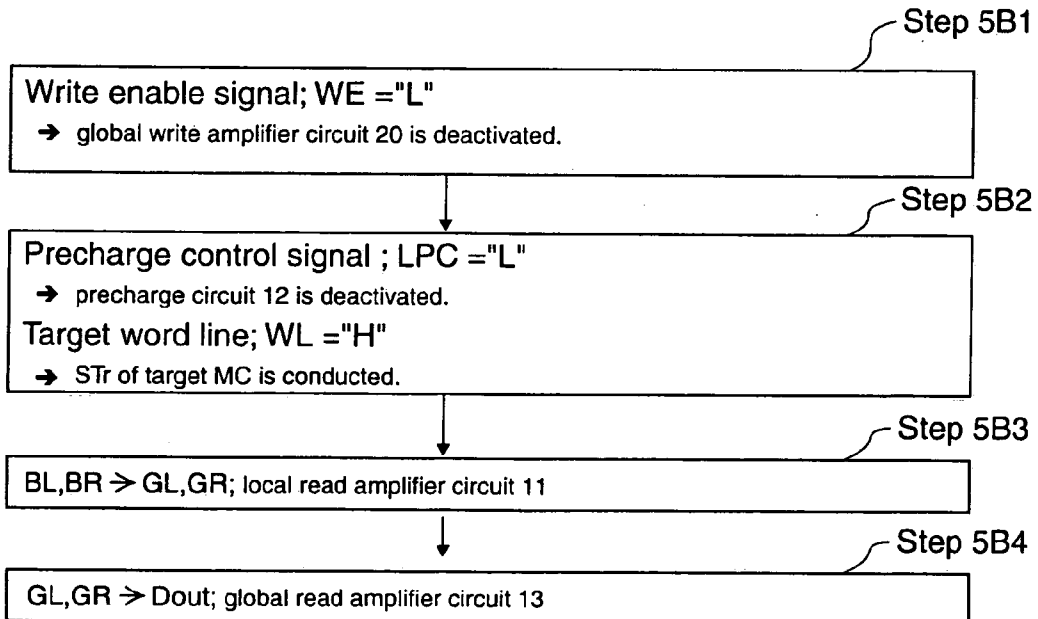 Step 5B1
Write enable signal; WE ="L"
→ global write amplifier circuit 20 is deactivated.
Step 5B2
Precharge control signal ; LPC ="L"
→ precharge circuit 12 is deactivated.
Target word line; WL ="H"
→ STr of target MC is conducted.
Step 5B3
BL,BR → GL,GR; local read amplifier circuit 11
Step 5B4
GL,GR → Dout; global read amplifier circuit 13